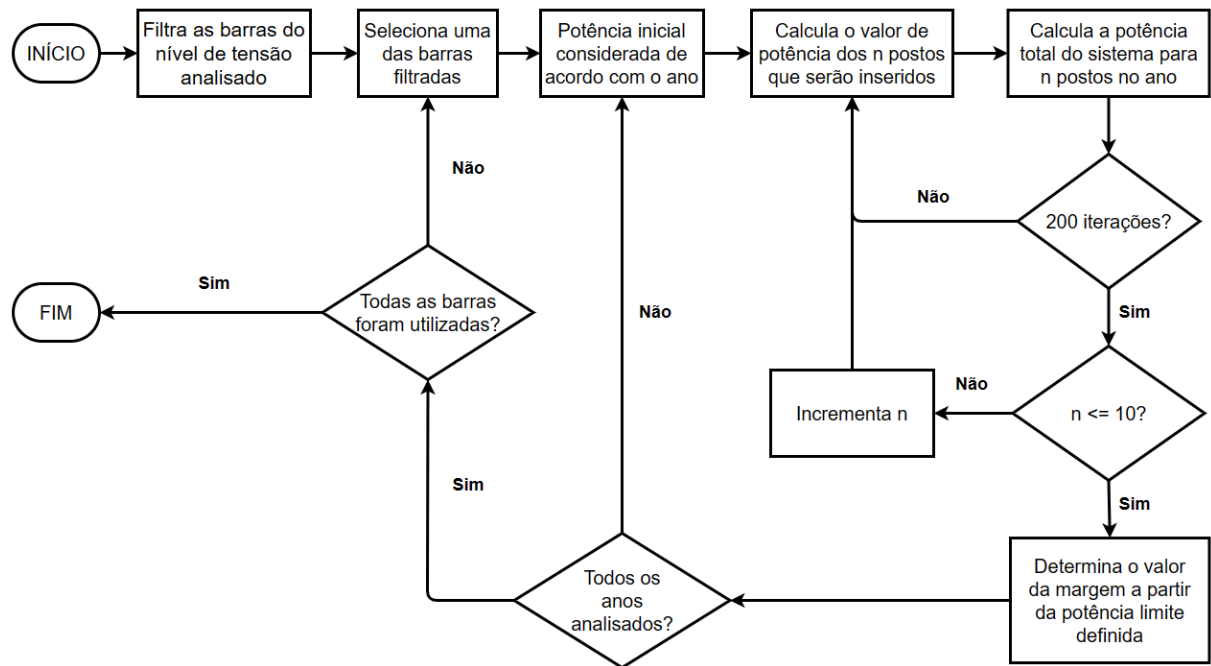 INÍCIO
Filtra as barras do
nível de tensão
analisado
Seleciona uma
das barras
filtradas
Potência inicial
considerada de
acordo com o ano
Calcula o valor de
potência dos n postos
que serão inseridos
Calcula a potência
total do sistema para
n postos no ano
Não
Não
200 iterações?
Sim
FIM
Todas as barras
foram utilizadas?
Não
Sim
Não
Incrementa n
n <= 10?
Sim
Sim
Todos os
anos
analisados?
Determina o valor
da margem a partir
da potência limite
definida